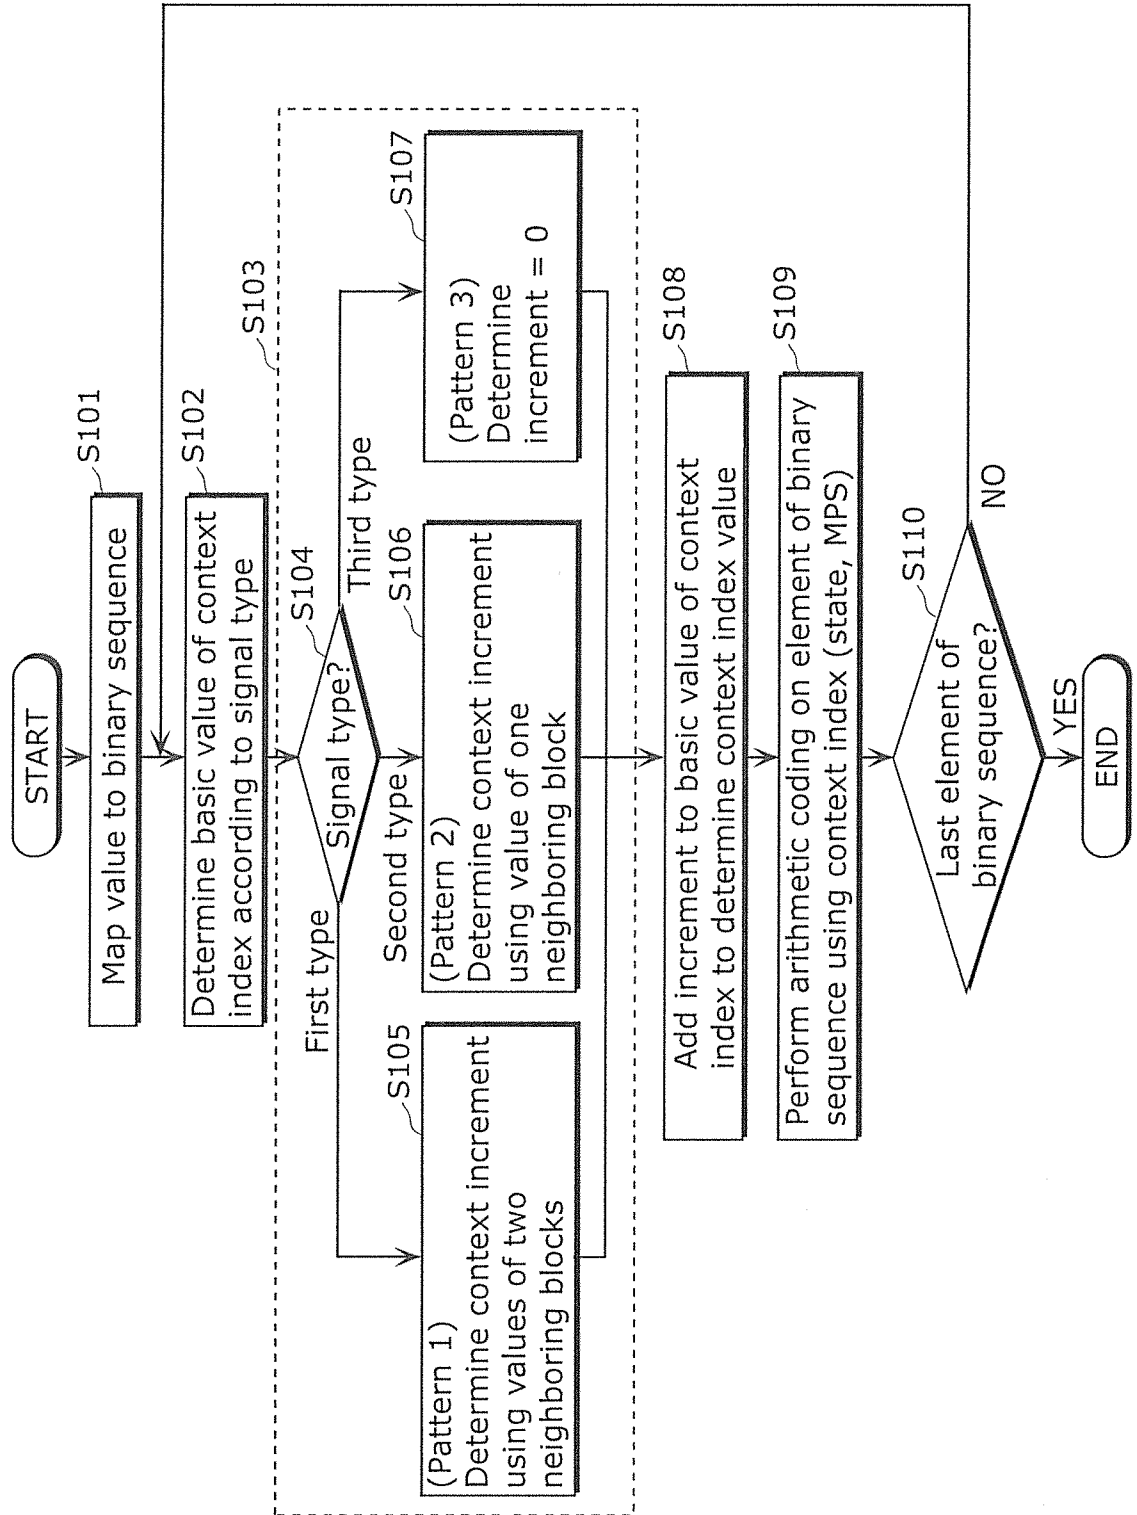 START
S101
Map value to binary sequence
S102
Determine basic value of context
index according to signal type
S103
S104
Signal type?
First type
Second type
Third type
S105
(Pattern 1)
Determine context increment
using values of two
neighboring blocks
S106
(Pattern 2)
Determine context increment
using value of one
neighboring block
S107
(Pattern 3)
Determine
increment = 0
S108
Add increment to basic value of context
index to determine context index value
S109
Perform arithmetic coding on element of binary
sequence using context index (state, MPS)
S110
Last element of
binary sequence?
NO
YES
END